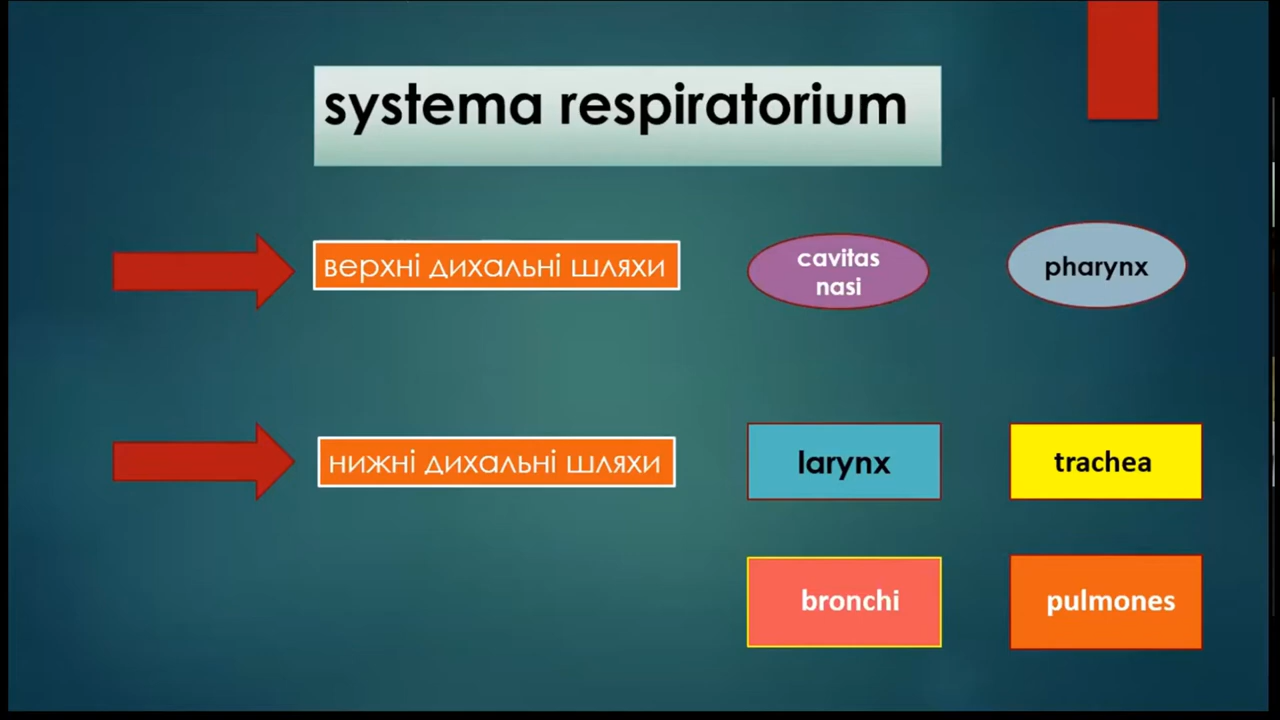 systema respiratorium
верхні дихальні шляхи
cavitas
nasi
pharynx
нижні дихальні шляхи
larynx
trachea
bronchi
pulmones